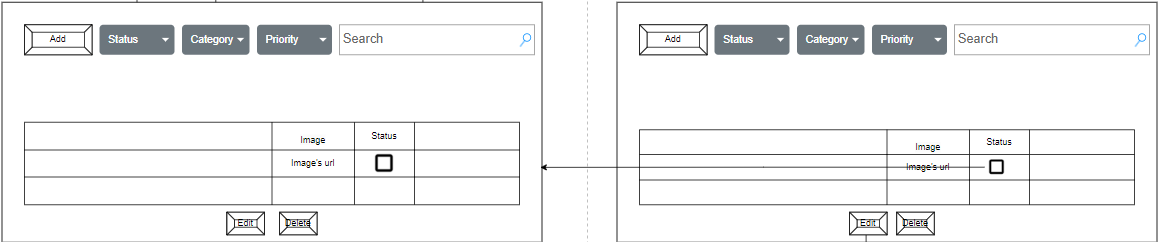 Add Status Category Priority Search
Image Status
Image's url
Edit Delete
Add Status Category Priority Search
Image Status
Image's url
Edit Delete